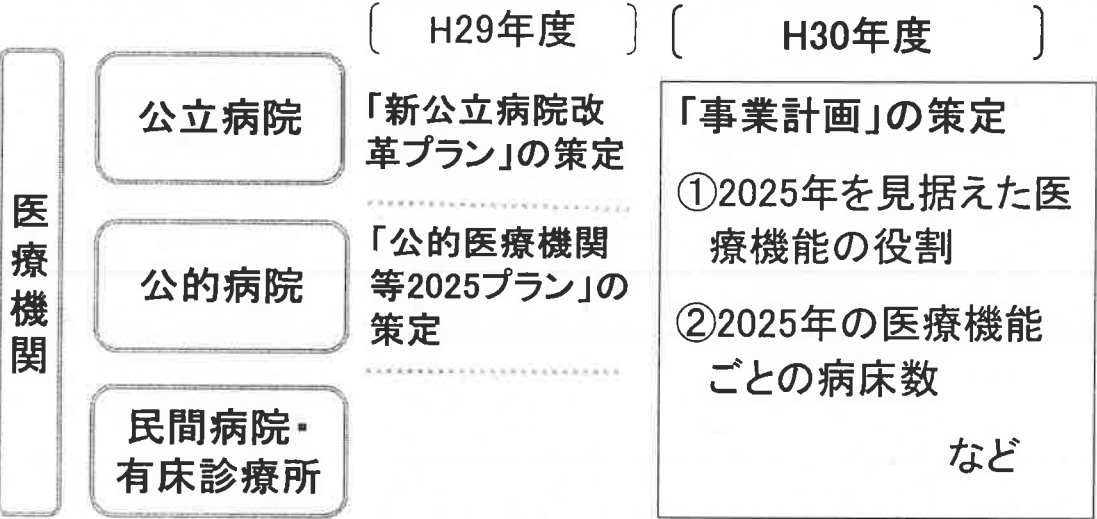 〔 H29年度 〕
〔 H30年度 〕
医療機関
公立病院
「新公立病院改
革プラン」の策定
公的病院
「公的医療機関
等2025プラン」の
策定
民間病院・
有床診療所
「事業計画」の策定
①2025年を見据えた医
療機能の役割
②2025年の医療機能
ごとの病床数
など